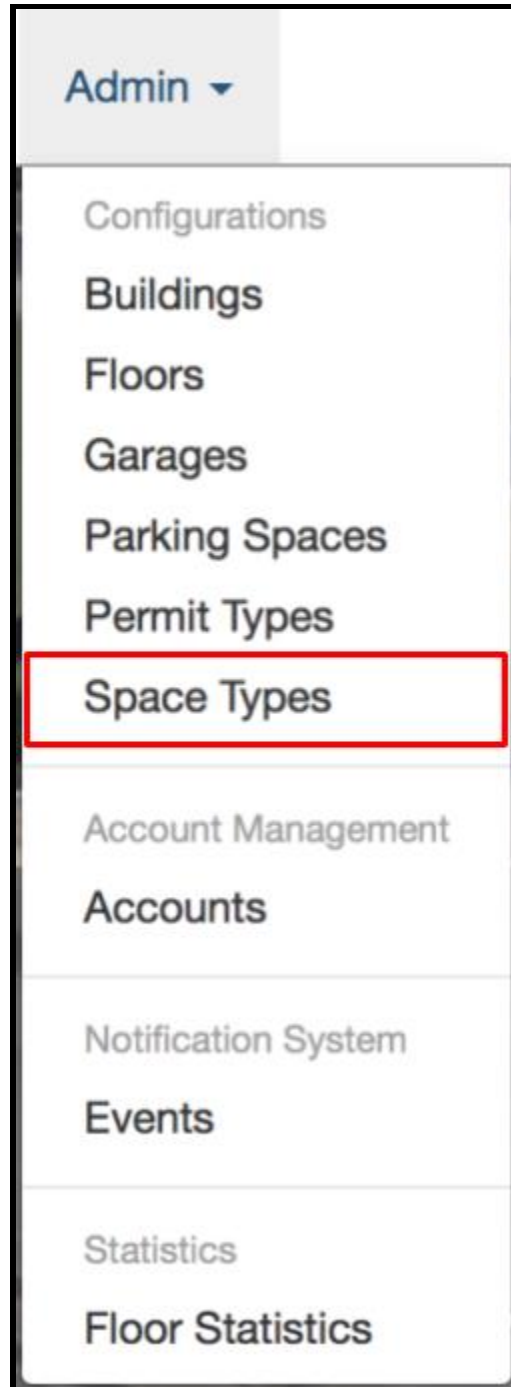 Admin
Configurations
Buildings
Floors
Garages
Parking Spaces
Permit Types
Space Types
Account Management
Accounts
Notification System
Events
Statistics
Floor Statistics